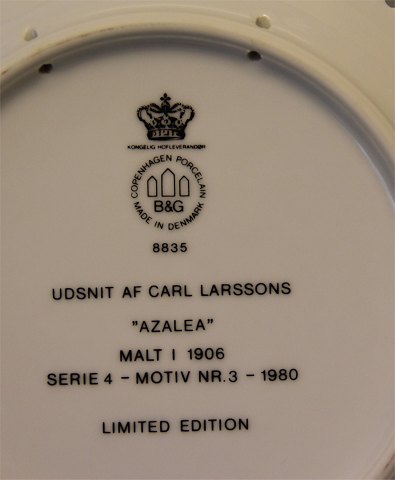 KONGELIG HOFLEVERANDØR
COPENHAGEN PORCELAIN
B&G
MADE IN DENMARK
8835
UDSNIT AF CARL LARSSONS
"AZALEA"
MALT I 1906
SERIE 4 - MOTIV NR. 3 - 1980
LIMITED EDITION